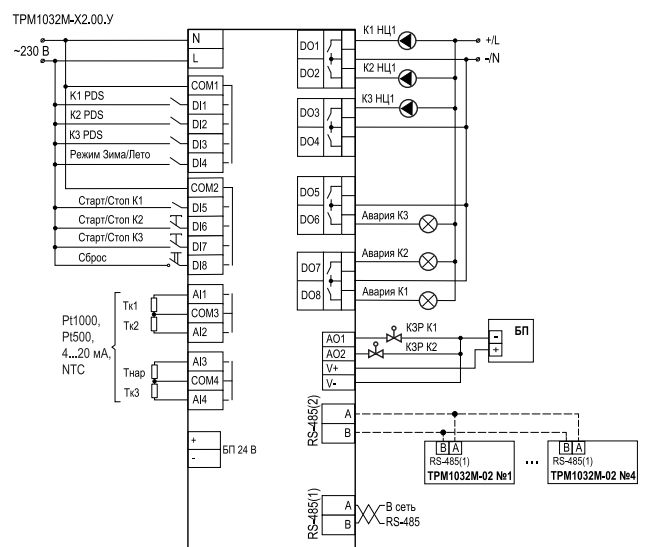 ТРМ1032М-Х2.00.У
~230 В
N
L
COM1
К1 PDS
DI1
К2 PDS
DI2
К3 PDS
DI3
Режим Зима/Лето
DI4
COM2
Старт/Стоп К1
DI5
Старт/Стоп К2
DI6
Старт/Стоп К3
DI7
Сброс
DI8
Pt1000,
Pt500,
4...20 мА,
NTC
Тк1
Тк2
AI1
COM3
AI2
Тнар
Тк3
AI3
COM4
AI4
+
-
БП 24 В
DO1
К1 НЦ1
+/L
-/N
DO2
К2 НЦ1
DO3
К3 НЦ1
DO4
DO5
DO6
Авария К3
DO7
Авария К2
DO8
Авария К1
AO1
КЗР К1
AO2
КЗР К2
V+
V-
БП
-
+
RS-485(2)
A
B
B A
RS-485(1)
ТРМ1032М-02 №1
...
B A
RS-485(1)
ТРМ1032М-02 №4
RS-485(1)
A
B
В сеть
RS-485